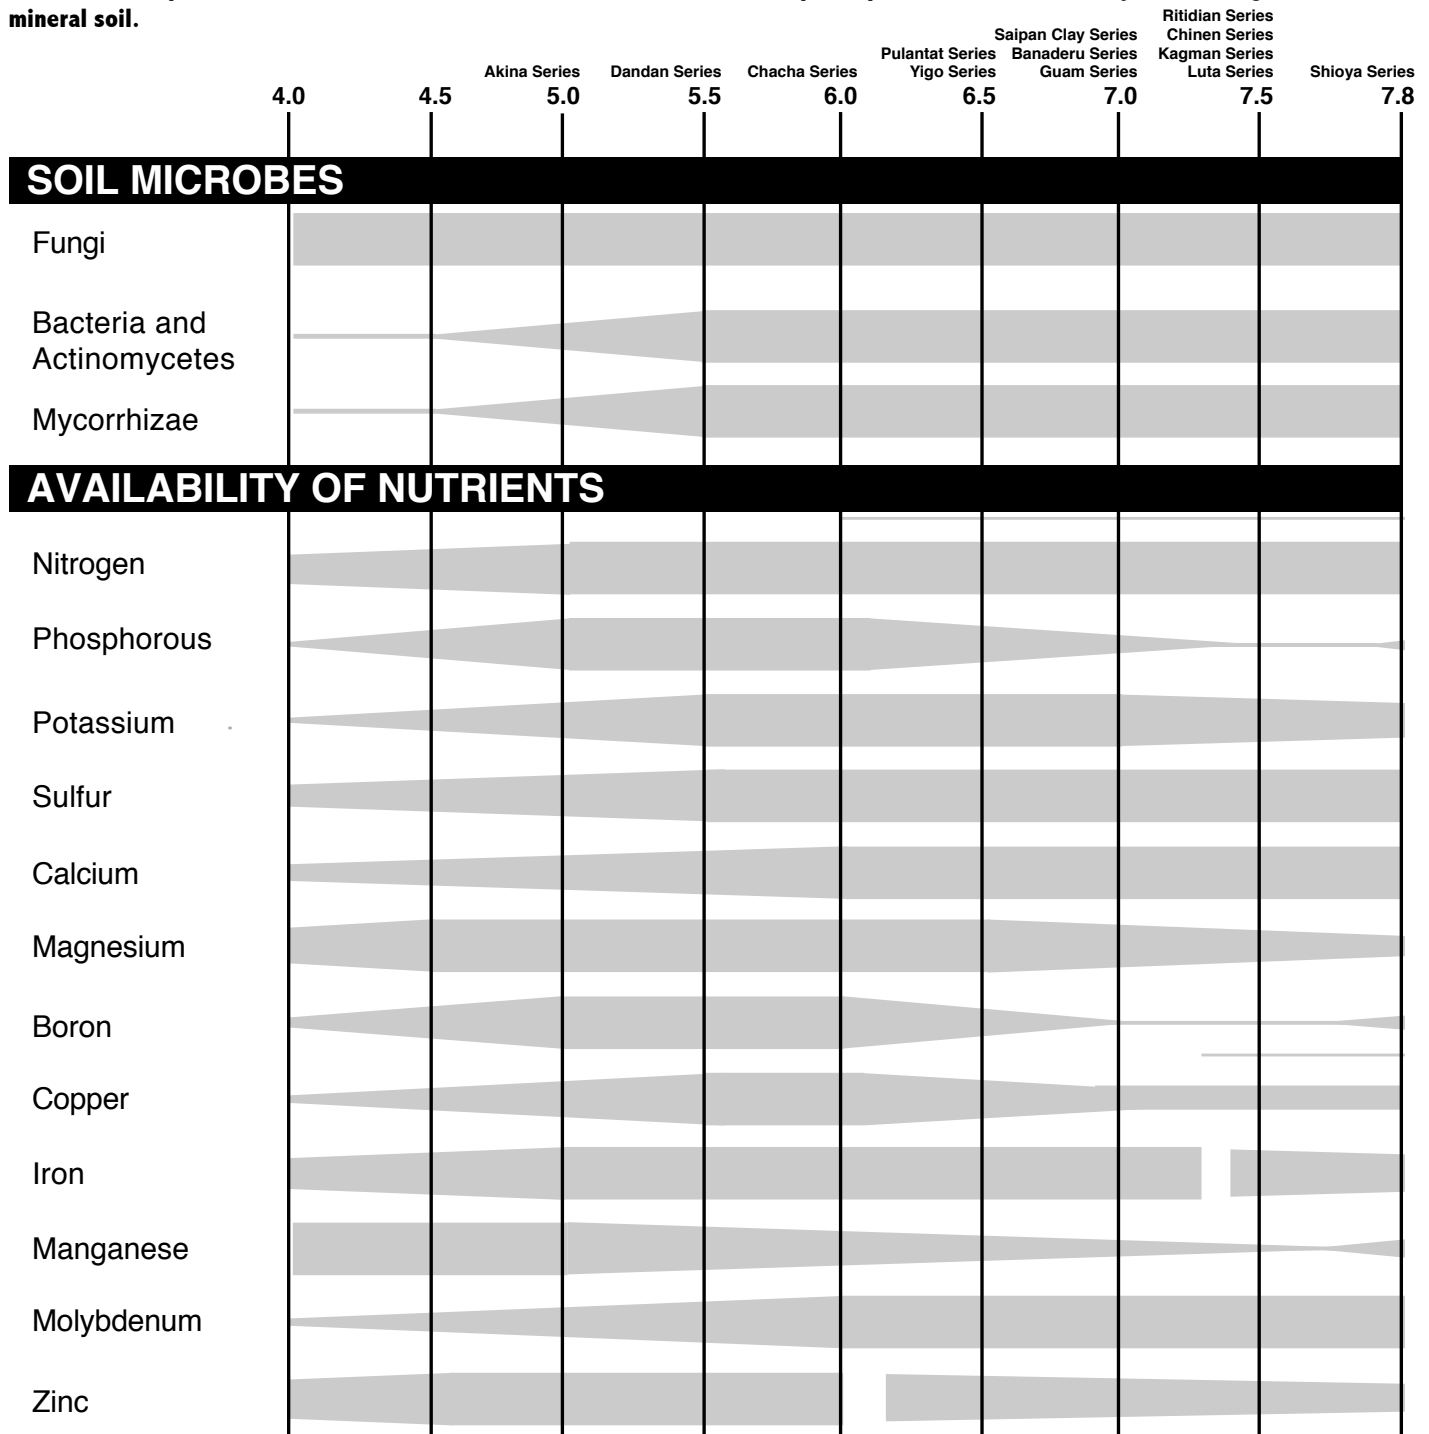 mineral soil.
Ritidian Series
Saipan Clay Series Chinen Series
Pulantat Series Banaderu Series Kagman Series
Akina Series Dandan Series Chacha Series Yigo Series Guam Series Luta Series Shioya Series
4.0 4.5 5.0 5.5 6.0 6.5 7.0 7.5 7.8
SOIL MICROBES
Fungi
Bacteria and
Actinomycetes
Mycorrhizae
AVAILABILITY OF NUTRIENTS
Nitrogen
Phosphorous
Potassium
Sulfur
Calcium
Magnesium
Boron
Copper
Iron
Manganese
Molybdenum
Zinc